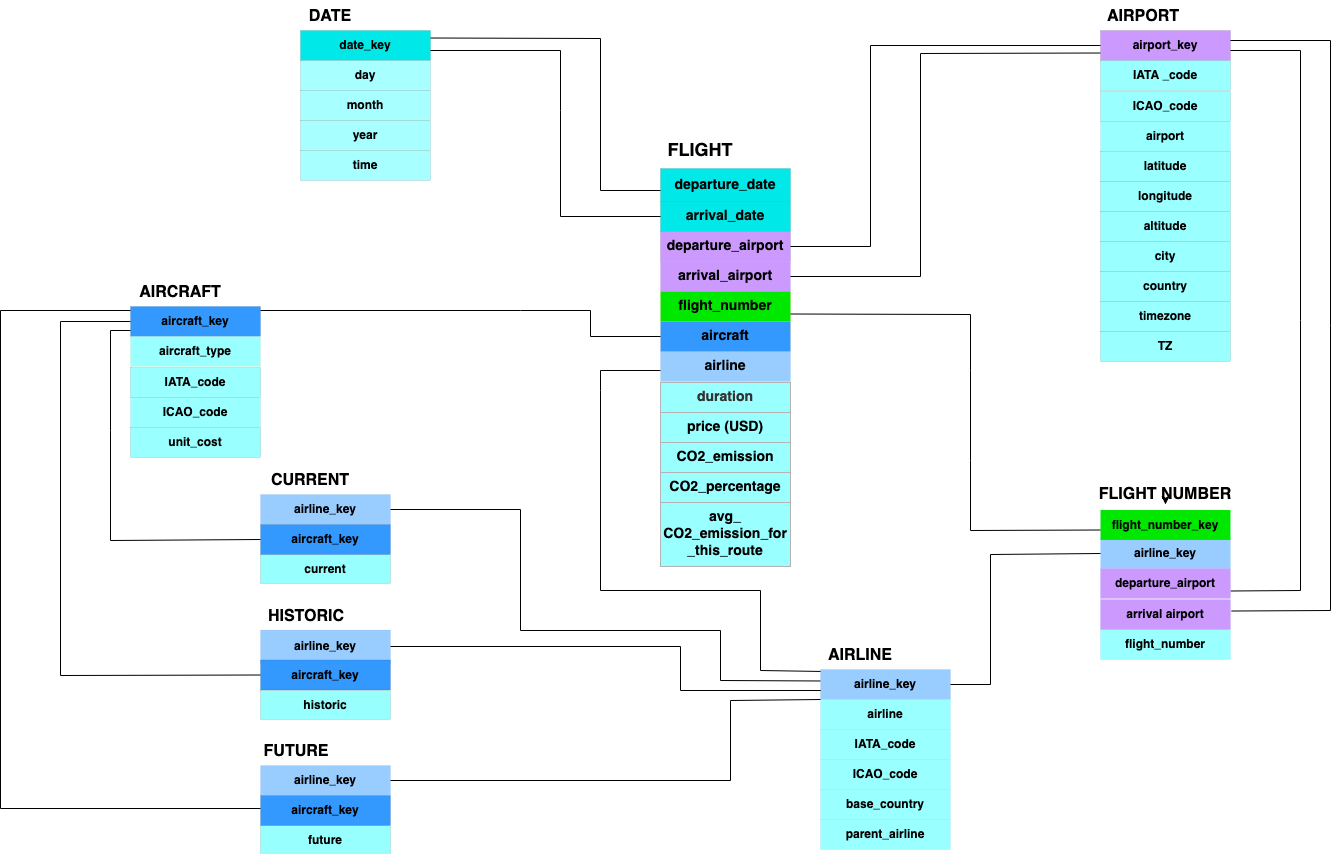 DATE
date_key
day
month
year
time
AIRPORT
airport_key
IATA _code
ICAO_code
airport
latitude
longitude
altitude
city
country
timezone
TZ
FLIGHT
departure_date
arrival_date
departure_airport
arrival_airport
flight_number
aircraft
airline
duration
price (USD)
CO2_emission
CO2_percentage
avg_
CO2_emission_for
_this_route
AIRCRAFT
aircraft_key
aircraft_type
IATA_code
ICAO_code
unit_cost
CURRENT
airline_key
aircraft_key
current
HISTORIC
airline_key
aircraft_key
historic
FUTURE
airline_key
aircraft_key
future
AIRLINE
airline_key
airline
IATA_code
ICAO_code
base_country
parent_airline
FLIGHT NUMBER
flight_number_key
airline_key
departure_airport
arrival airport
flight_number